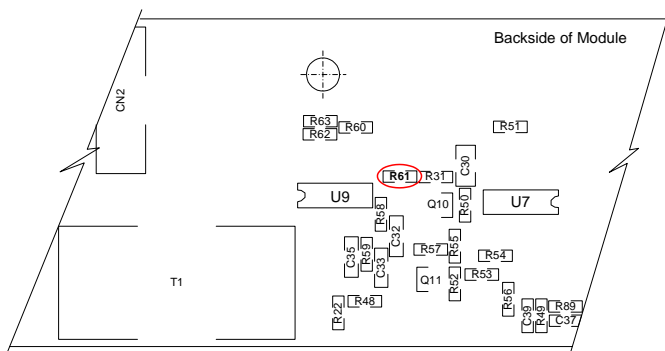 Backside of Module
CN2
R63
R62
R60
R51
R61
R31
C30
U9
R58
Q10
R50
U7
C32
C35
R59
C33
R57
R55
R54
T1
Q11
R52
R53
R56
R22
R48
C39
R49
R89
C37